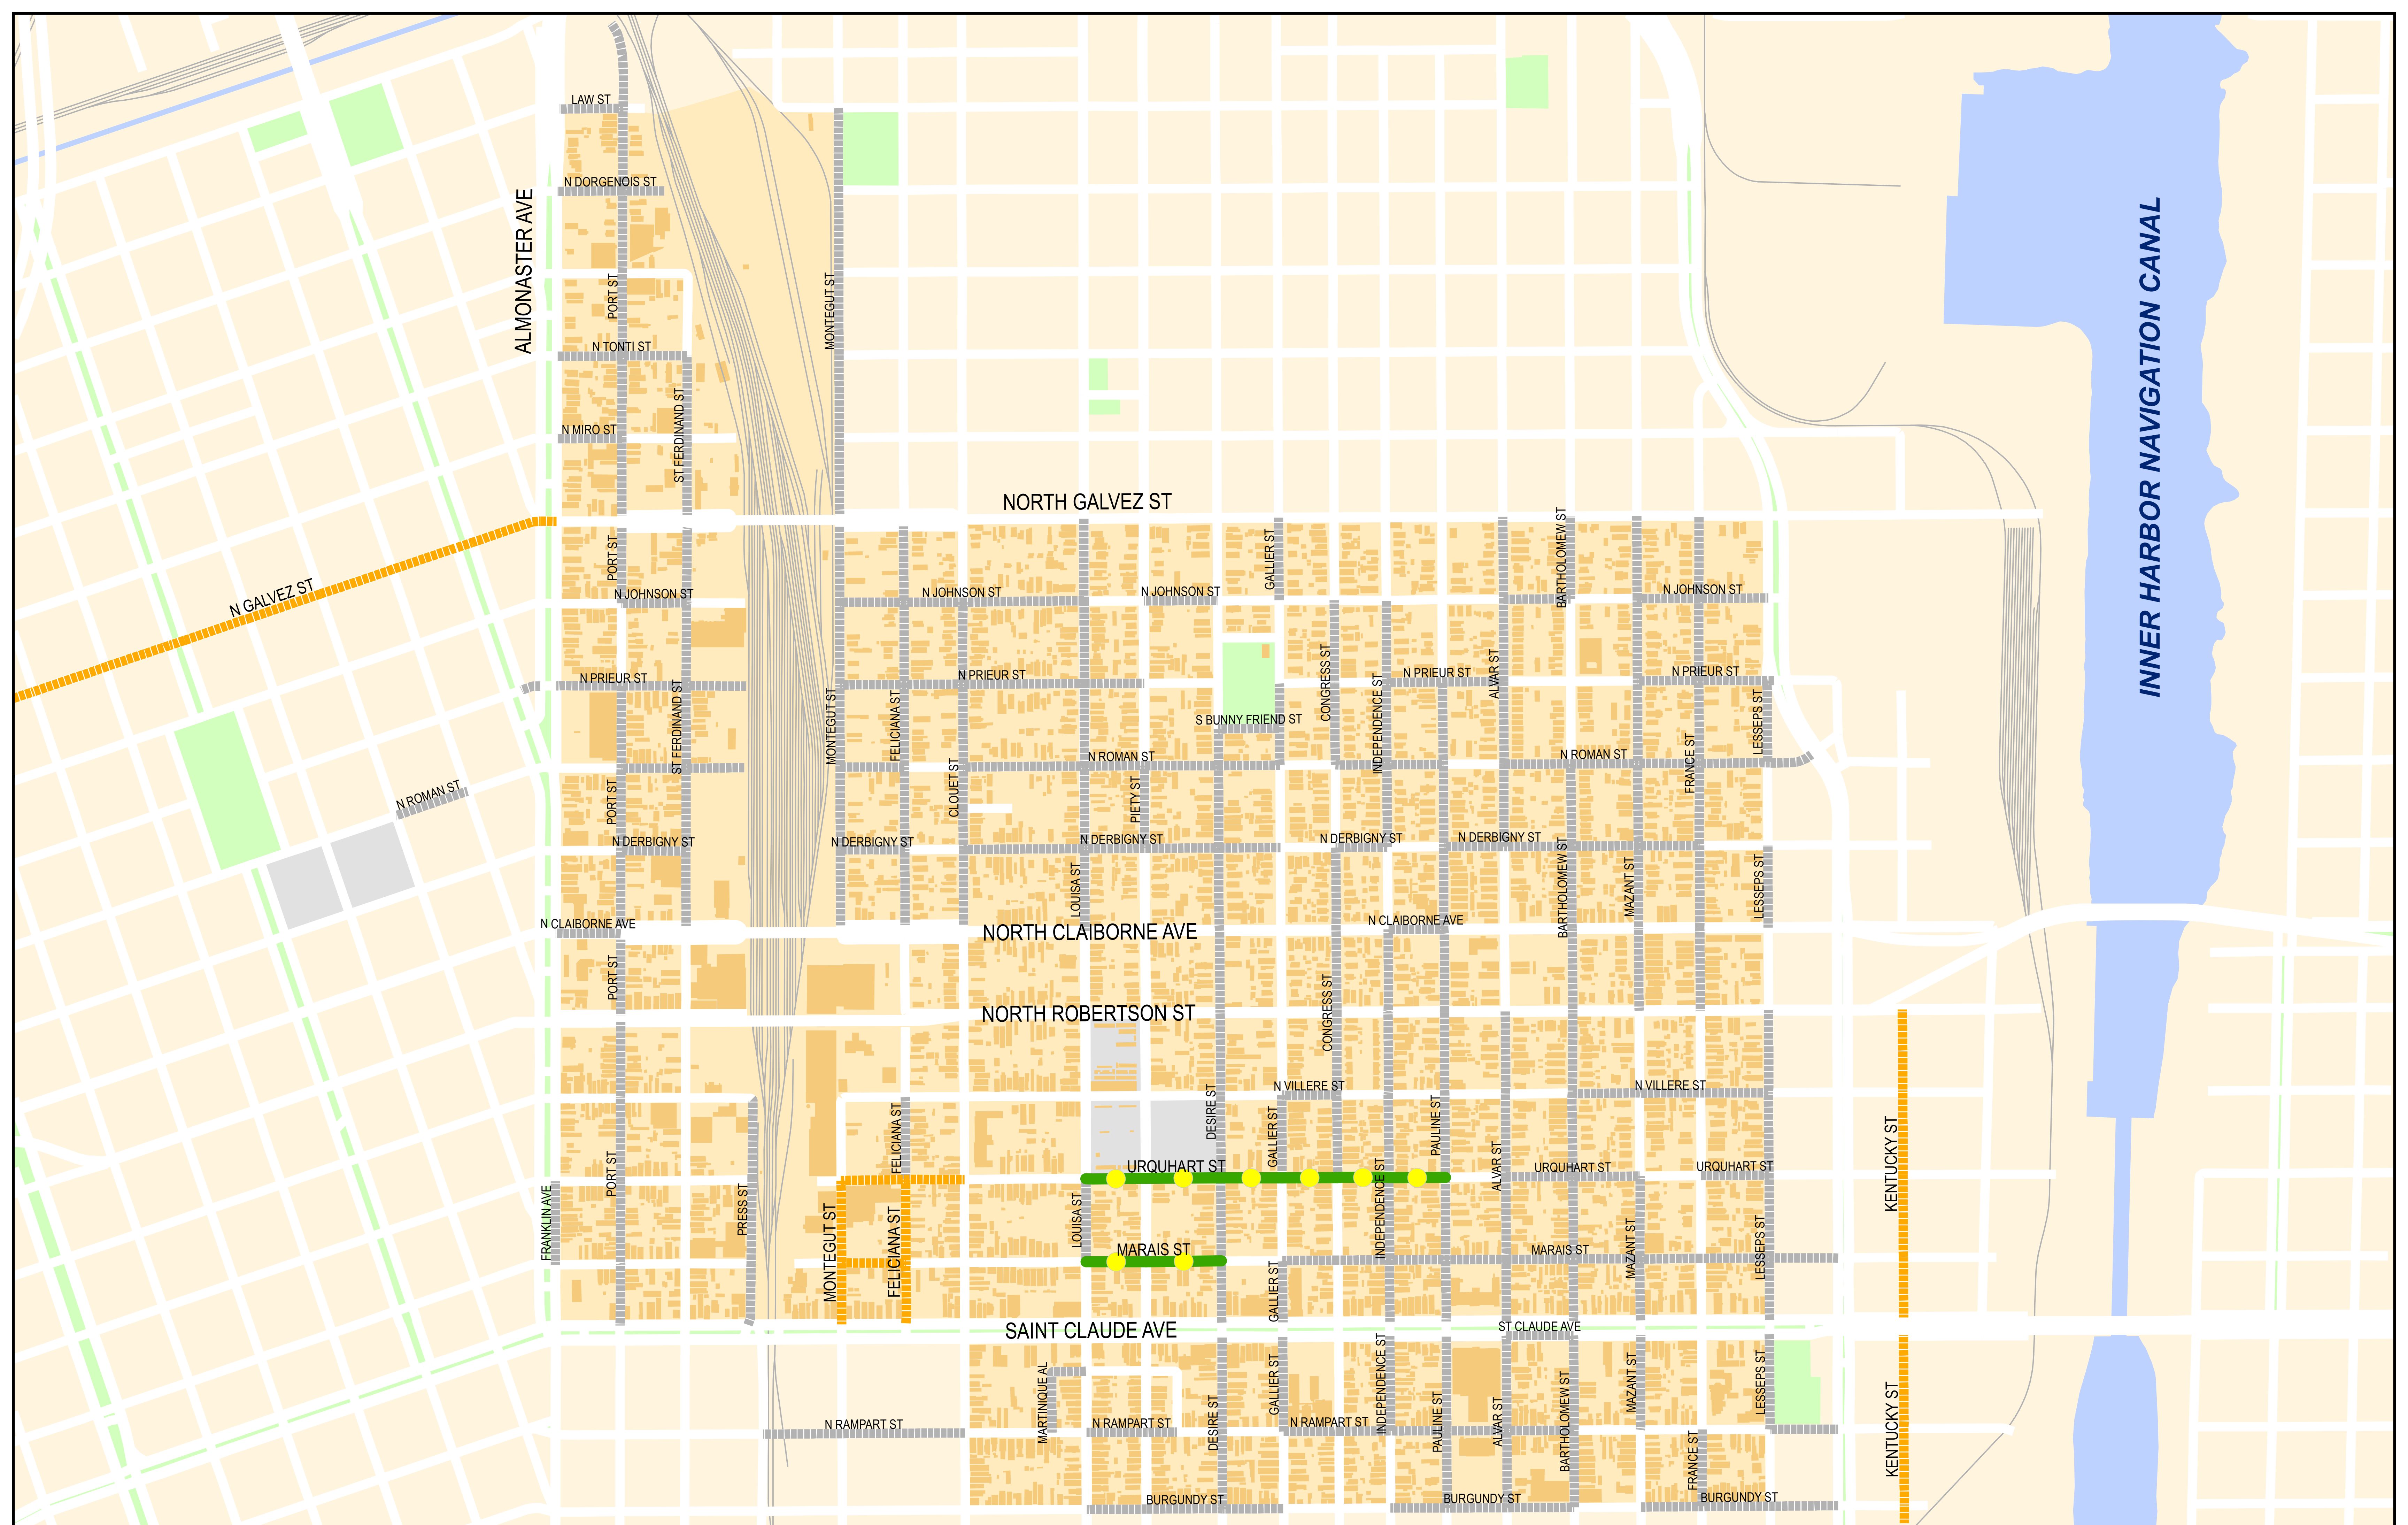 LAW ST
N DORGENOIS ST
ALMONASTER AVE
PORT ST
MONTEGUT ST
INNER HARBOR NAVIGATION CANAL
N TONTI ST
ST FERDINAND ST
N MIRO ST
NORTH GALVEZ ST
BARTHOLOMEW ST
GALLIER ST
PORT ST
N GALVEZ ST
N JOHNSON ST
N JOHNSON ST
N JOHNSON ST
N JOHNSON ST
N PRIEUR ST
N PRIEUR ST
N PRIEUR ST
N PRIEUR ST
ST FERDINAND ST
MONTEGUT ST
FELICIANA ST
CONGRESS ST
INDEPENDENCE ST
ALVAR ST
LESSEPS ST
S BUNNY FRIEND ST
N ROMAN ST
N ROMAN ST
FRANCE ST
N ROMAN ST
PORT ST
CLOUET ST
PIETY ST
N DERBIGNY ST
N DERBIGNY ST
N DERBIGNY ST
N DERBIGNY ST
N DERBIGNY ST
LOUISA ST
BARTHOLOMEW ST
MAZANT ST
LESSEPS ST
N CLAIBORNE AVE
NORTH CLAIBORNE AVE
N CLAIBORNE AVE
PORT ST
CONGRESS ST
NORTH ROBERTSON ST
N VILLERE ST
N VILLERE ST
DESIRE ST
GALLIER ST
PAULINE ST
FELICIANA ST
KENTUCKY ST
PORT ST
URQUHART ST
URQUHART ST
URQUHART ST
ALVAR ST
FRANKLIN AVE
PRESS ST
MONTEGUT ST
FELICIANA ST
LOUISA ST
INDEPENDENCE ST
MAZANT ST
LESSEPS ST
MARAIS ST
MARAIS ST
GALLIER ST
SAINT CLAUDE AVE
ST CLAUDE AVE
MARTINIQUE AL
GALLIER ST
INDEPENDENCE ST
MAZANT ST
LESSEPS ST
N RAMPART ST
N RAMPART ST
N RAMPART ST
DESIRE ST
PAULINE ST
ALVAR ST
BARTHOLOMEW ST
FRANCE ST
KENTUCKY ST
BURGUNDY ST
BURGUNDY ST
BURGUNDY ST